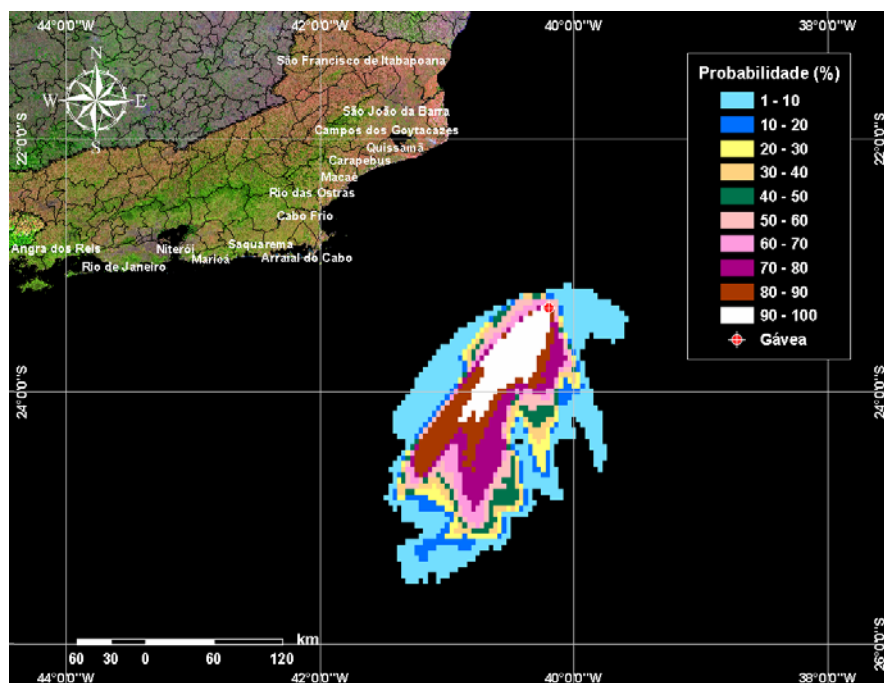 44°0'0"W 42°0'0"W 40°0'0"W 38°0'0"W
N
W E
S
São Francisco de Itabapoana
São João da Barra
Campos dos Goytacazes
Quissamã
Carapebus
Macaé
Rio das Ostras
Cabo Frio
Saquarema
Niterói
Angra dos Reis
Arraial do Cabo
Maricá
Rio de Janeiro
Probabilidade (%)
1 - 10
10 - 20
20 - 30
30 - 40
40 - 50
50 - 60
60 - 70
70 - 80
80 - 90
90 - 100
Gávea
22°0'0"S 22°0'0"S
24°0'0"S 24°0'0"S
26°0'0"S
km
60 30 0 60 120
44°0'0"W 42°0'0"W 40°0'0"W 38°0'0"W